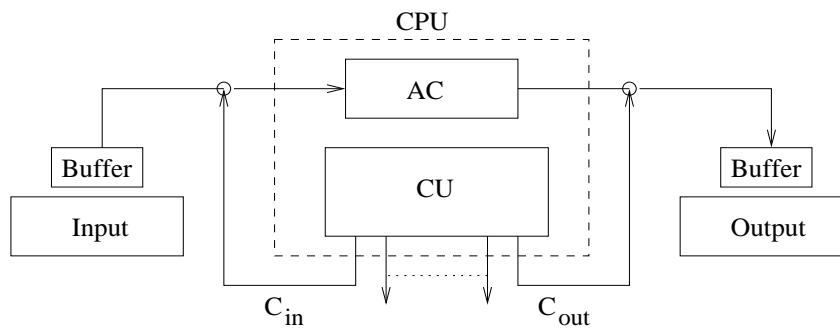 CPU
AC
Buffer
Input
CU
Buffer
Output
C_in
C_out